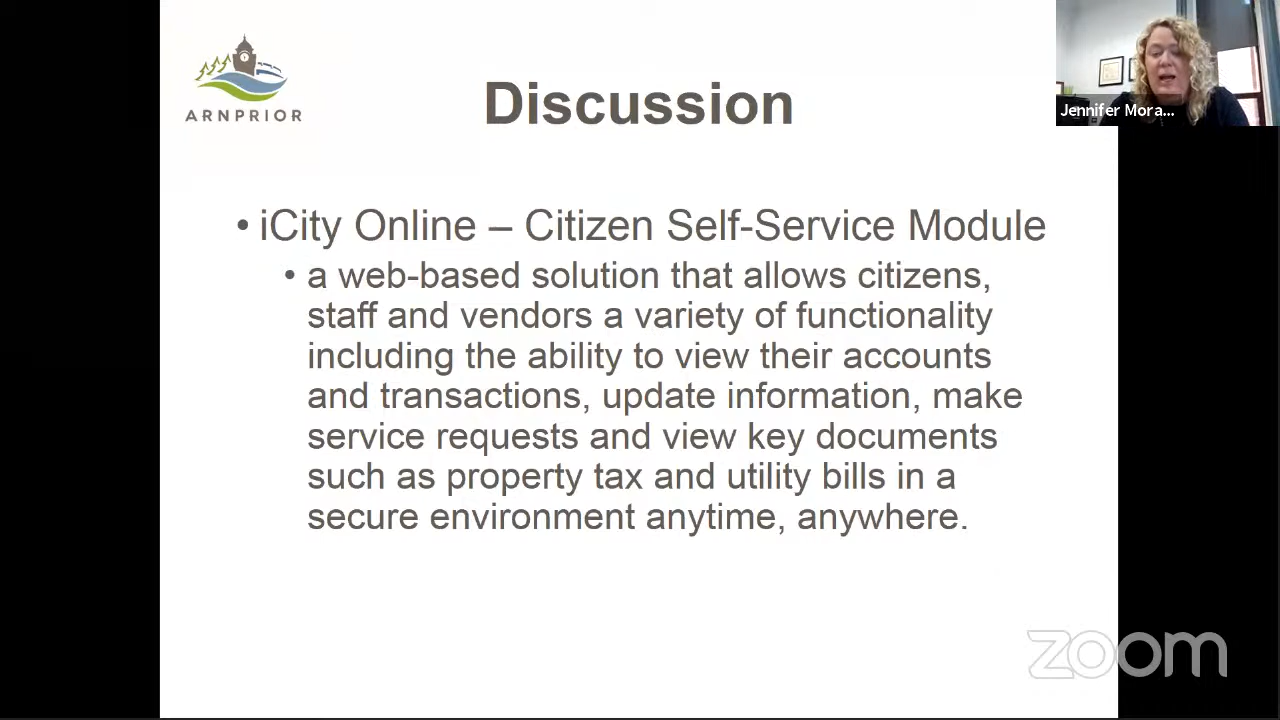 ARNPRIOR
Discussion
Jennifer Mora...
• iCity Online – Citizen Self-Service Module
• a web-based solution that allows citizens,
staff and vendors a variety of functionality
including the ability to view their accounts
and transactions, update information, make
service requests and view key documents
such as property tax and utility bills in a
secure environment anytime, anywhere.
zoom